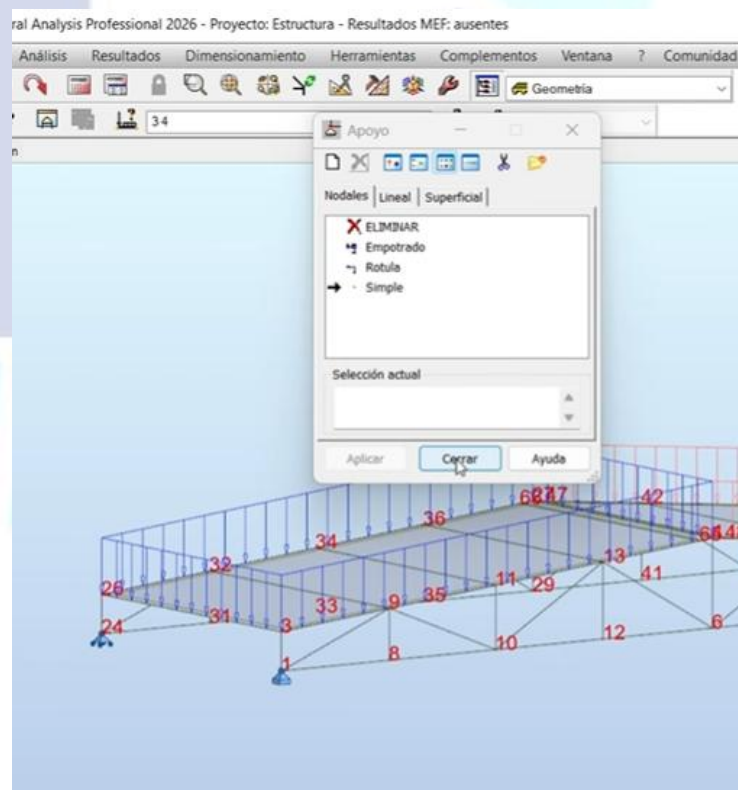 ral Analysis Professional 2026 - Proyecto: Estructura - Resultados MEF: ausentes
Análisis Resultados Dimensionamiento Herramientas Complementos Ventana ? Comunidad
Geometría
34
Apoyo
Nodales Lineal Superficial
ELIMINAR
Empotrado
Rotula
Simple
Selección actual
Aplicar Cerrar Ayuda
42
36
34
32
13
26
11 29 41
33 9 35
31
24 3
6
12
10
8
1